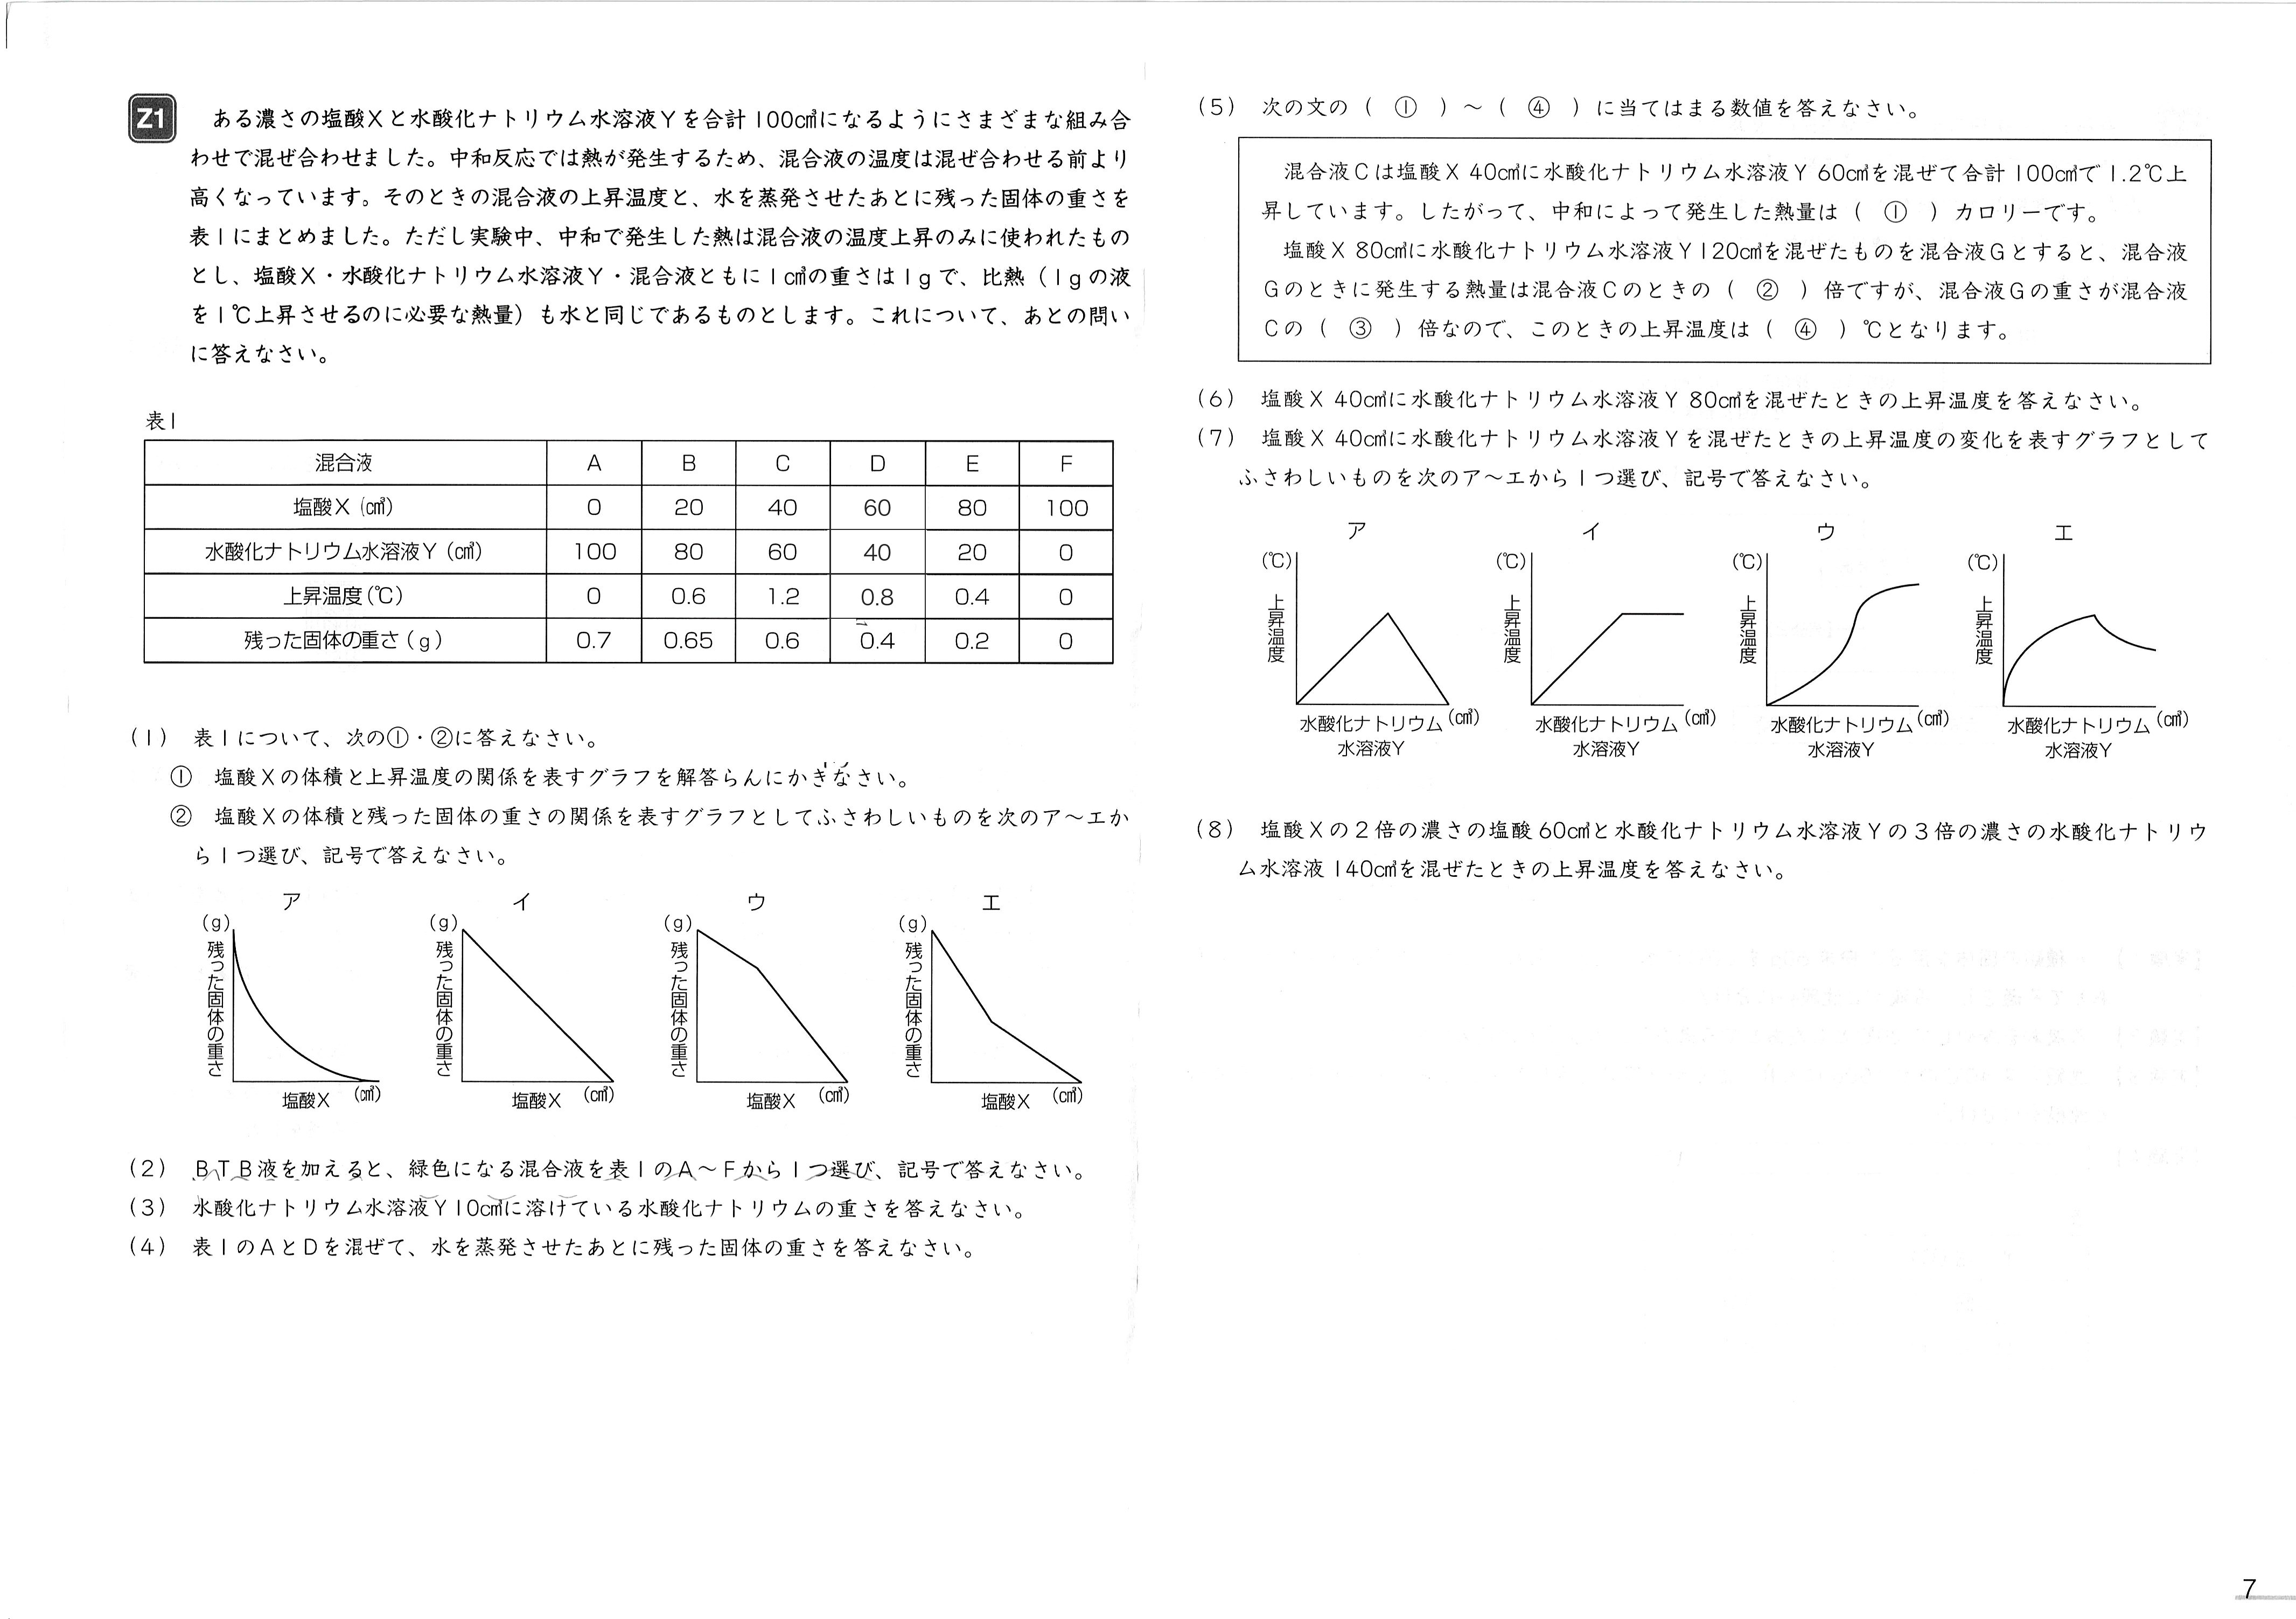 Z1
ある濃さの塩酸Xと水酸化ナトリウム水溶液Yを合計100㎤になるようにさまざまな組み合
わせで混ぜ合わせました。中和反応では熱が発生するため、混合液の温度は混ぜ合わせる前より
高くなっています。そのときの混合液の上昇温度と、水を蒸発させたあとに残った固体の重さを
表1にまとめました。ただし実験中、中和で発生した熱は混合液の温度上昇のみに使われたもの
とし、塩酸X・水酸化ナトリウム水溶液Y・混合液ともに1㎤の重さは1gで、比熱（1gの液
を1℃上昇させるのに必要な熱量）も水と同じであるものとします。これについて、あとの問い
に答えなさい。
表1
混合液 A B C D E F
塩酸X（㎤） 0 20 40 60 80 100
水酸化ナトリウム水溶液Y（㎤） 100 80 60 40 20 0
上昇温度（℃） 0 0.6 1.2 0.8 0.4 0
残った固体の重さ（g） 0.7 0.65 0.6 0.4 0.2 0
（1） 表1について、次の①・②に答えなさい。
① 塩酸Xの体積と上昇温度の関係を表すグラフを解答らんにかきなさい。
② 塩酸Xの体積と残った固体の重さの関係を表すグラフとしてふさわしいものを次のア〜エか
ら1つ選び、記号で答えなさい。
ア イ ウ エ
（g） （g） （g） （g）
残った固体の重さ 残った固体の重さ 残った固体の重さ 残った固体の重さ
塩酸X （㎤） 塩酸X （㎤） 塩酸X （㎤） 塩酸X （㎤）
（2） BTB液を加えると、緑色になる混合液を表1のA〜Fから1つ選び、記号で答えなさい。
（3） 水酸化ナトリウム水溶液Y10㎤に溶けている水酸化ナトリウムの重さを答えなさい。
（4） 表1のAとDを混ぜて、水を蒸発させたあとに残った固体の重さを答えなさい。
（5） 次の文の（ ① ）〜（ ④ ）に当てはまる数値を答えなさい。
混合液Cは塩酸X 40㎤に水酸化ナトリウム水溶液Y 60㎤を混ぜて合計100㎤で1.2℃上
昇しています。したがって、中和によって発生した熱量は（ ① ）カロリーです。
塩酸X 80㎤に水酸化ナトリウム水溶液Y120㎤を混ぜたものを混合液Gとすると、混合液
Gのときに発生する熱量は混合液Cのときの（ ② ）倍ですが、混合液Gの重さが混合液
Cの（ ③ ）倍なので、このときの上昇温度は（ ④ ）℃となります。
（6） 塩酸X 40㎤に水酸化ナトリウム水溶液Y 80㎤を混ぜたときの上昇温度を答えなさい。
（7） 塩酸X 40㎤に水酸化ナトリウム水溶液Yを混ぜたときの上昇温度の変化を表すグラフとして
ふさわしいものを次のア〜エから1つ選び、記号で答えなさい。
ア イ ウ エ
（℃） （℃） （℃） （℃）
上昇温度 上昇温度 上昇温度 上昇温度
水酸化ナトリウム（㎤） 水酸化ナトリウム（㎤） 水酸化ナトリウム（㎤） 水酸化ナトリウム（㎤）
水溶液Y 水溶液Y 水溶液Y 水溶液Y
（8） 塩酸Xの2倍の濃さの塩酸60㎤と水酸化ナトリウム水溶液Yの3倍の濃さの水酸化ナトリウ
ム水溶液140㎤を混ぜたときの上昇温度を答えなさい。
7